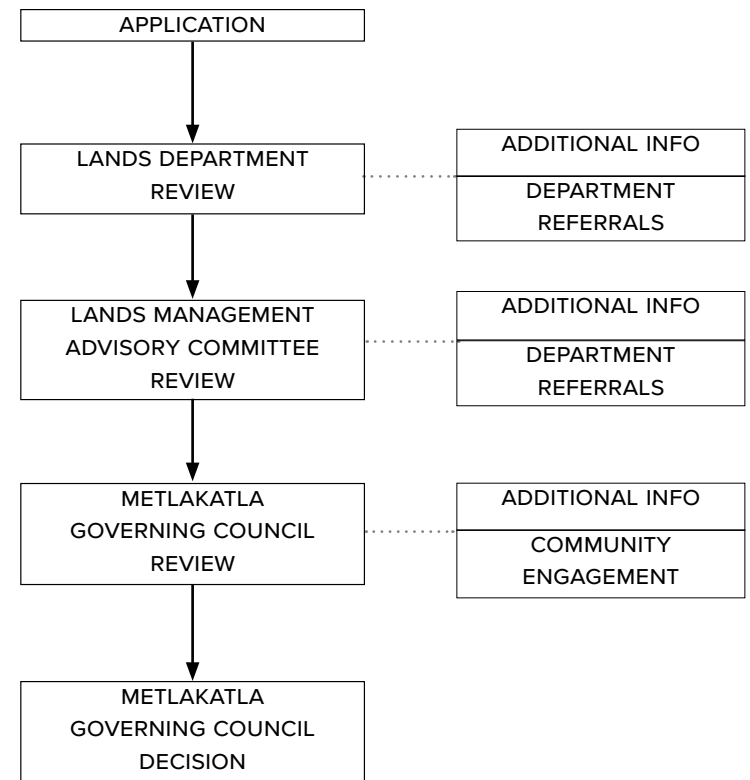 APPLICATION
LANDS DEPARTMENT
REVIEW
ADDITIONAL INFO
DEPARTMENT
REFERRALS
LANDS MANAGEMENT
ADVISORY COMMITTEE
REVIEW
ADDITIONAL INFO
DEPARTMENT
REFERRALS
METLAKATLA
GOVERNING COUNCIL
REVIEW
ADDITIONAL INFO
COMMUNITY
ENGAGEMENT
METLAKATLA
GOVERNING COUNCIL
DECISION